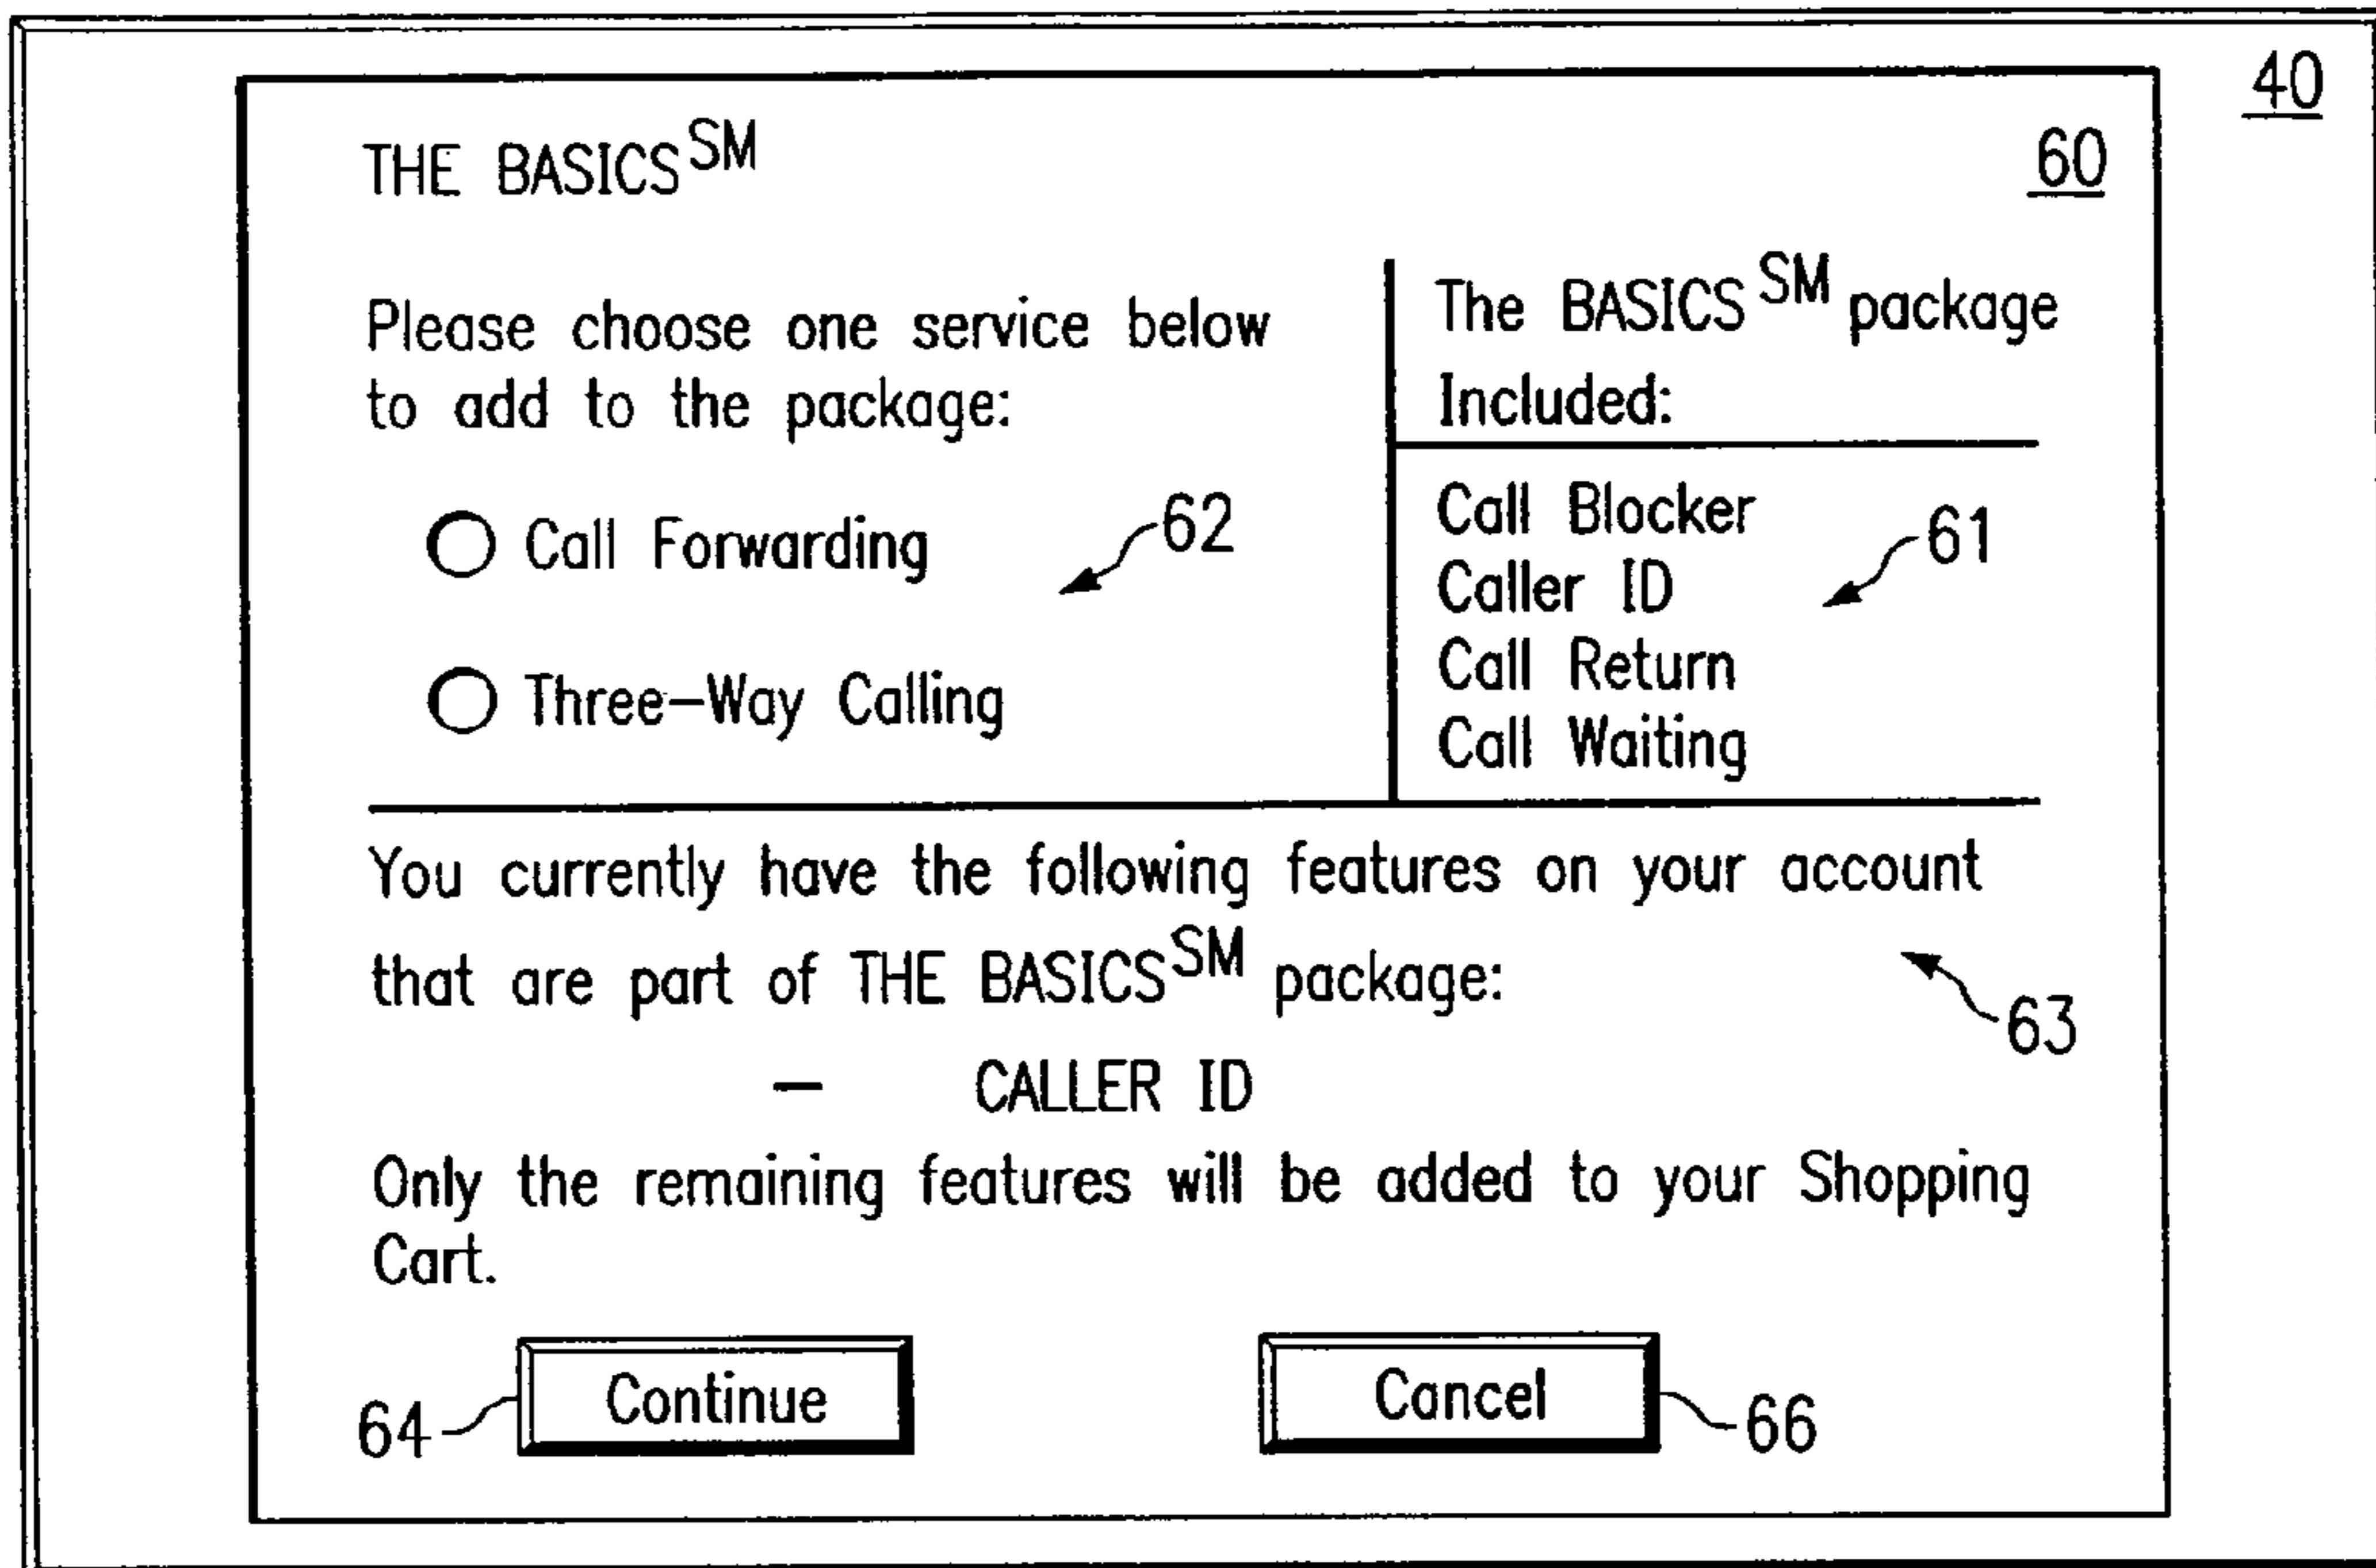 40
THE BASICS SM
60
Please choose one service below
to add to the package:
Call Forwarding
62
Three-Way Calling
The BASICS SM package
Included:
Call Blocker
Caller ID
61
Call Return
Call Waiting
You currently have the following features on your account
that are part of THE BASICS SM package:
63
— CALLER ID
Only the remaining features will be added to your Shopping
Cart.
64
Continue
Cancel
66